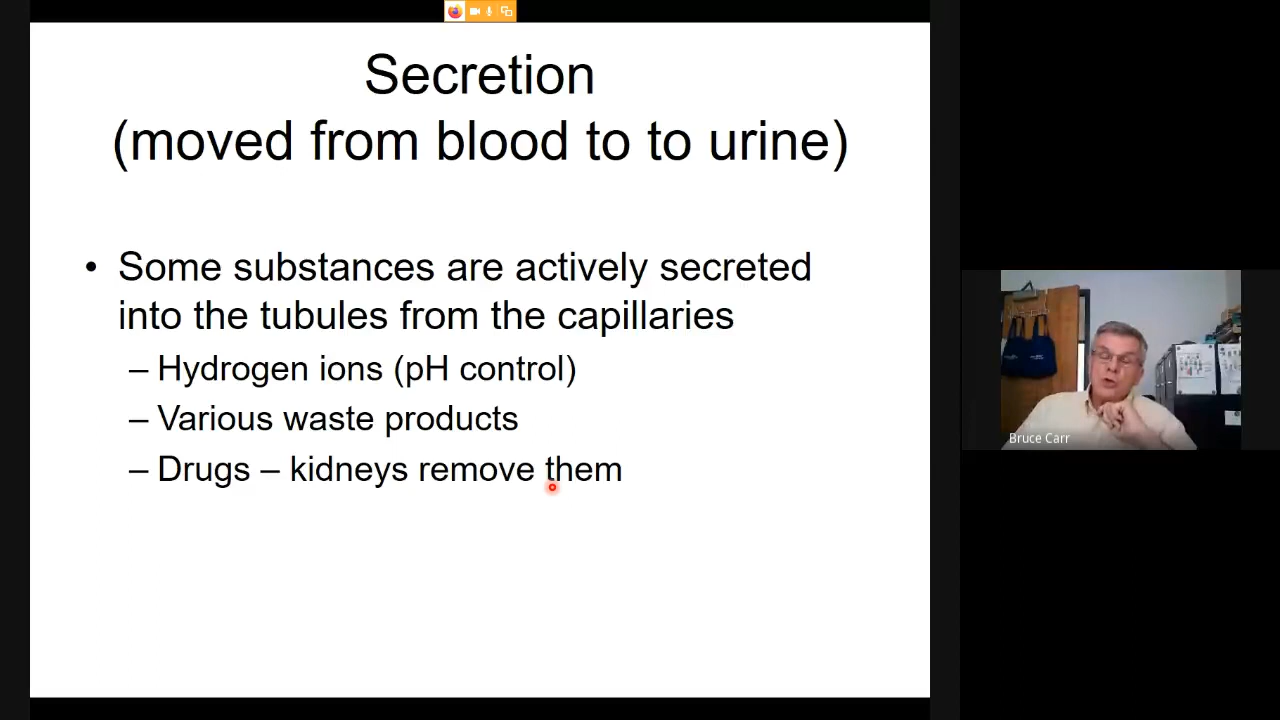 Secretion
(moved from blood to to urine)
• Some substances are actively secreted
into the tubules from the capillaries
– Hydrogen ions (pH control)
– Various waste products
– Drugs – kidneys remove them
Bruce Carr